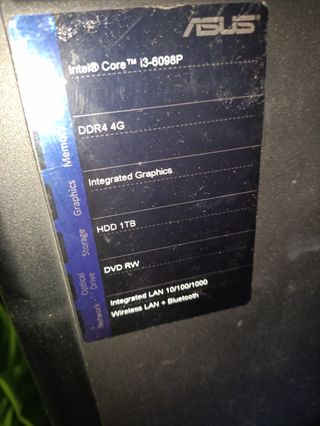 ASUS
Intel® Core™ i3-6098P
Memory
DDR4 4G
Graphics
Integrated Graphics
Storage
HDD 1TB
Optical
Drive
DVD RW
Network
Integrated LAN 10/100/1000
Wireless LAN + Bluetooth